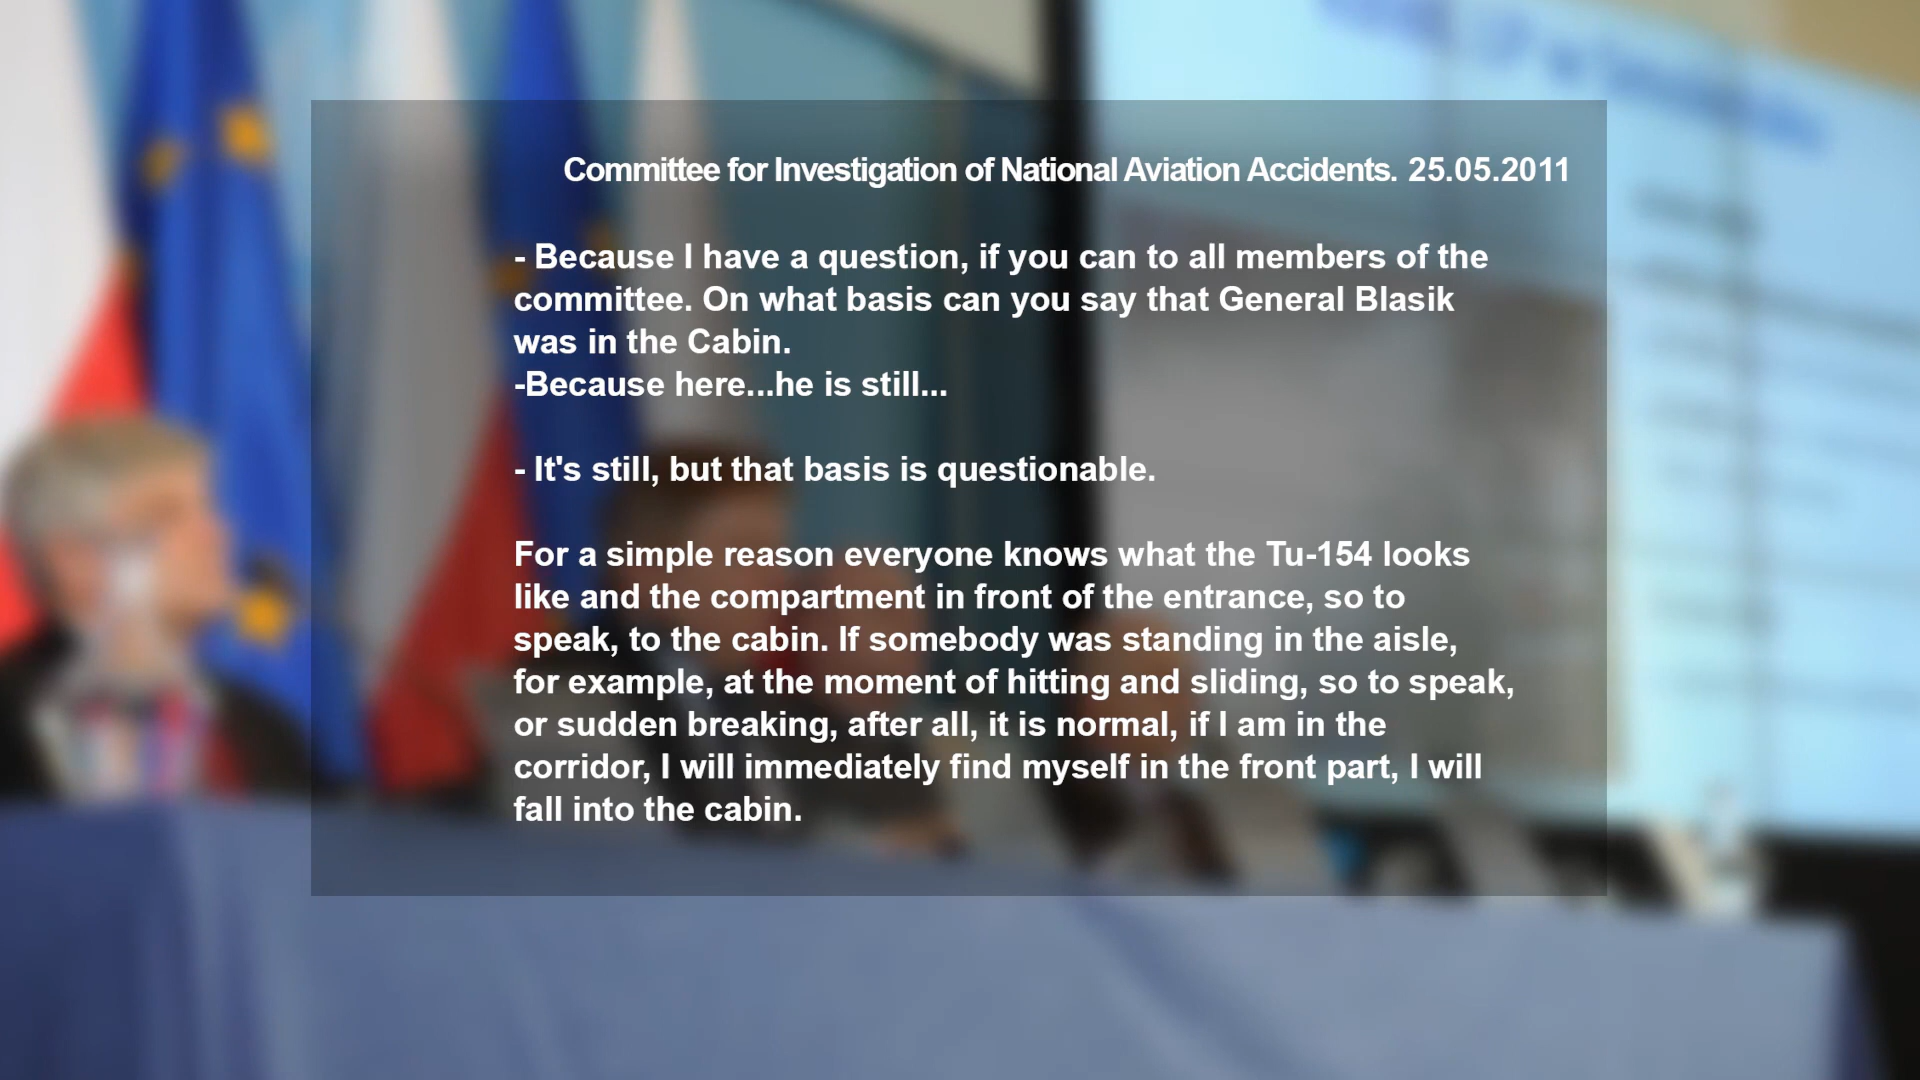 Committee for Investigation of National Aviation Accidents. 25.05.2011
- Because I have a question, if you can to all members of the
committee. On what basis can you say that General Blasik
was in the Cabin.
-Because here...he is still...
- It's still, but that basis is questionable.
For a simple reason everyone knows what the Tu-154 looks
like and the compartment in front of the entrance, so to
speak, to the cabin. If somebody was standing in the aisle,
for example, at the moment of hitting and sliding, so to speak,
or sudden breaking, after all, it is normal, if I am in the
corridor, I will immediately find myself in the front part, I will
fall into the cabin.